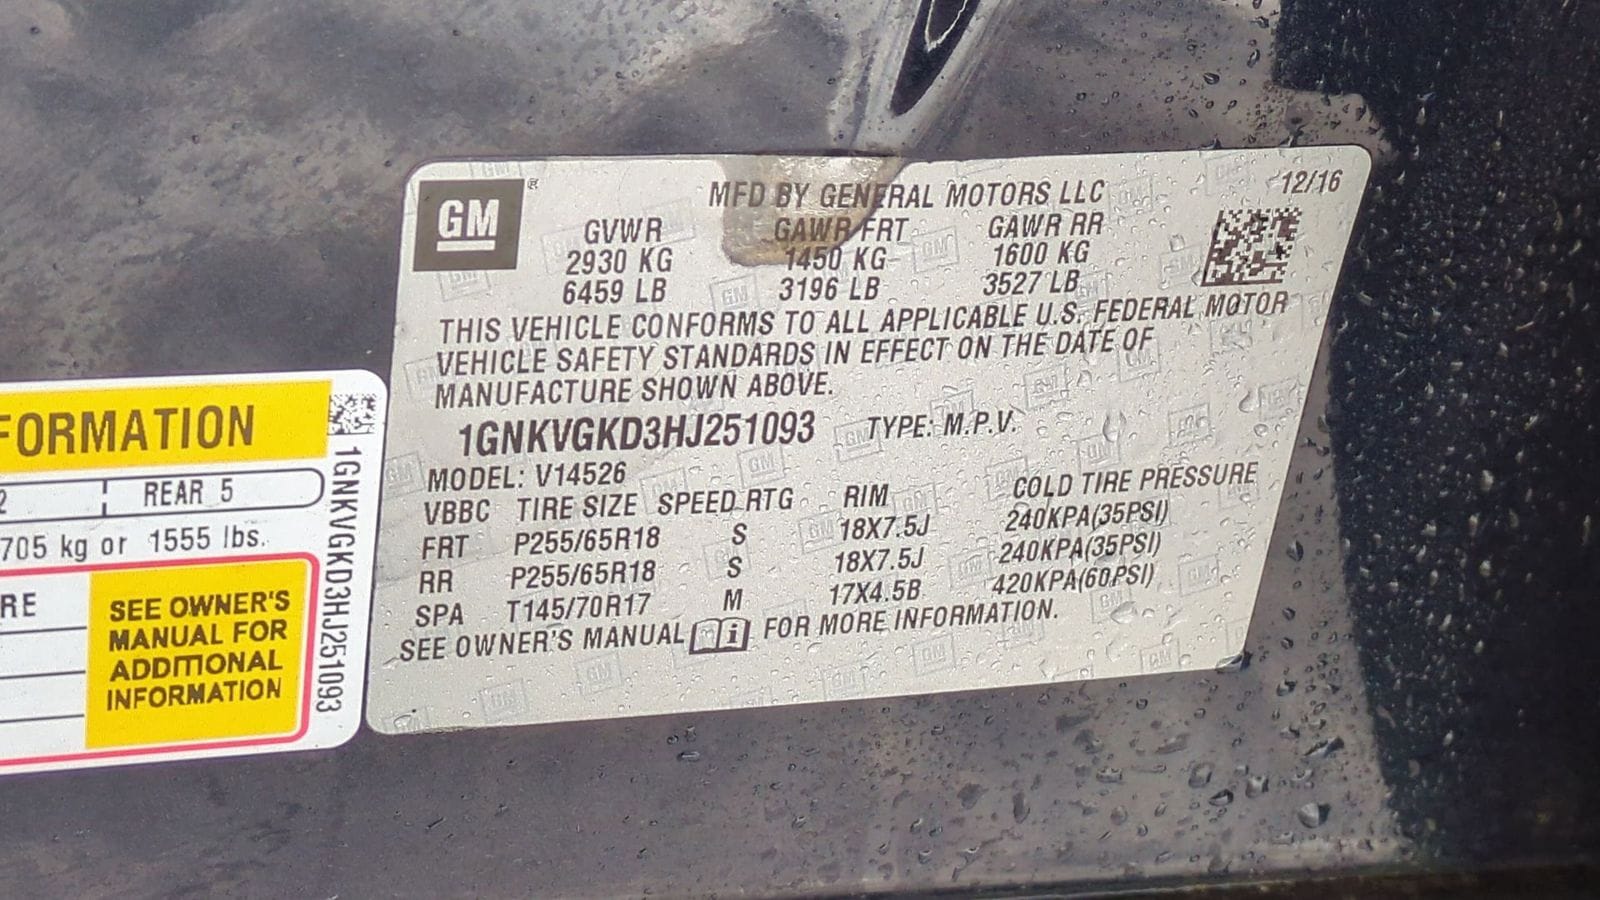 GM®
MFD BY GENERAL MOTORS LLC
12/16
GVWR GAWR FRT GAWR RR
2930 KG 1450 KG 1600 KG
6459 LB 3196 LB 3527 LB
THIS VEHICLE CONFORMS TO ALL APPLICABLE U.S. FEDERAL MOTOR
VEHICLE SAFETY STANDARDS IN EFFECT ON THE DATE OF
MANUFACTURE SHOWN ABOVE.
1GNKVGKD3HJ251093 TYPE: M.P.V.
MODEL: V14526
VBBC TIRE SIZE SPEED RTG RIM COLD TIRE PRESSURE
FRT P255/65R18 S 18X7.5J 240KPA(35PSI)
RR P255/65R18 S 18X7.5J 240KPA(35PSI)
SPA T145/70R17 M 17X4.5B 420KPA(60PSI)
SEE OWNER'S MANUAL FOR MORE INFORMATION.
FORMATION
2 REAR 5
705 kg or 1555 lbs.
RE
SEE OWNER'S
MANUAL FOR
ADDITIONAL
INFORMATION
1GNKVGKD3HJ251093